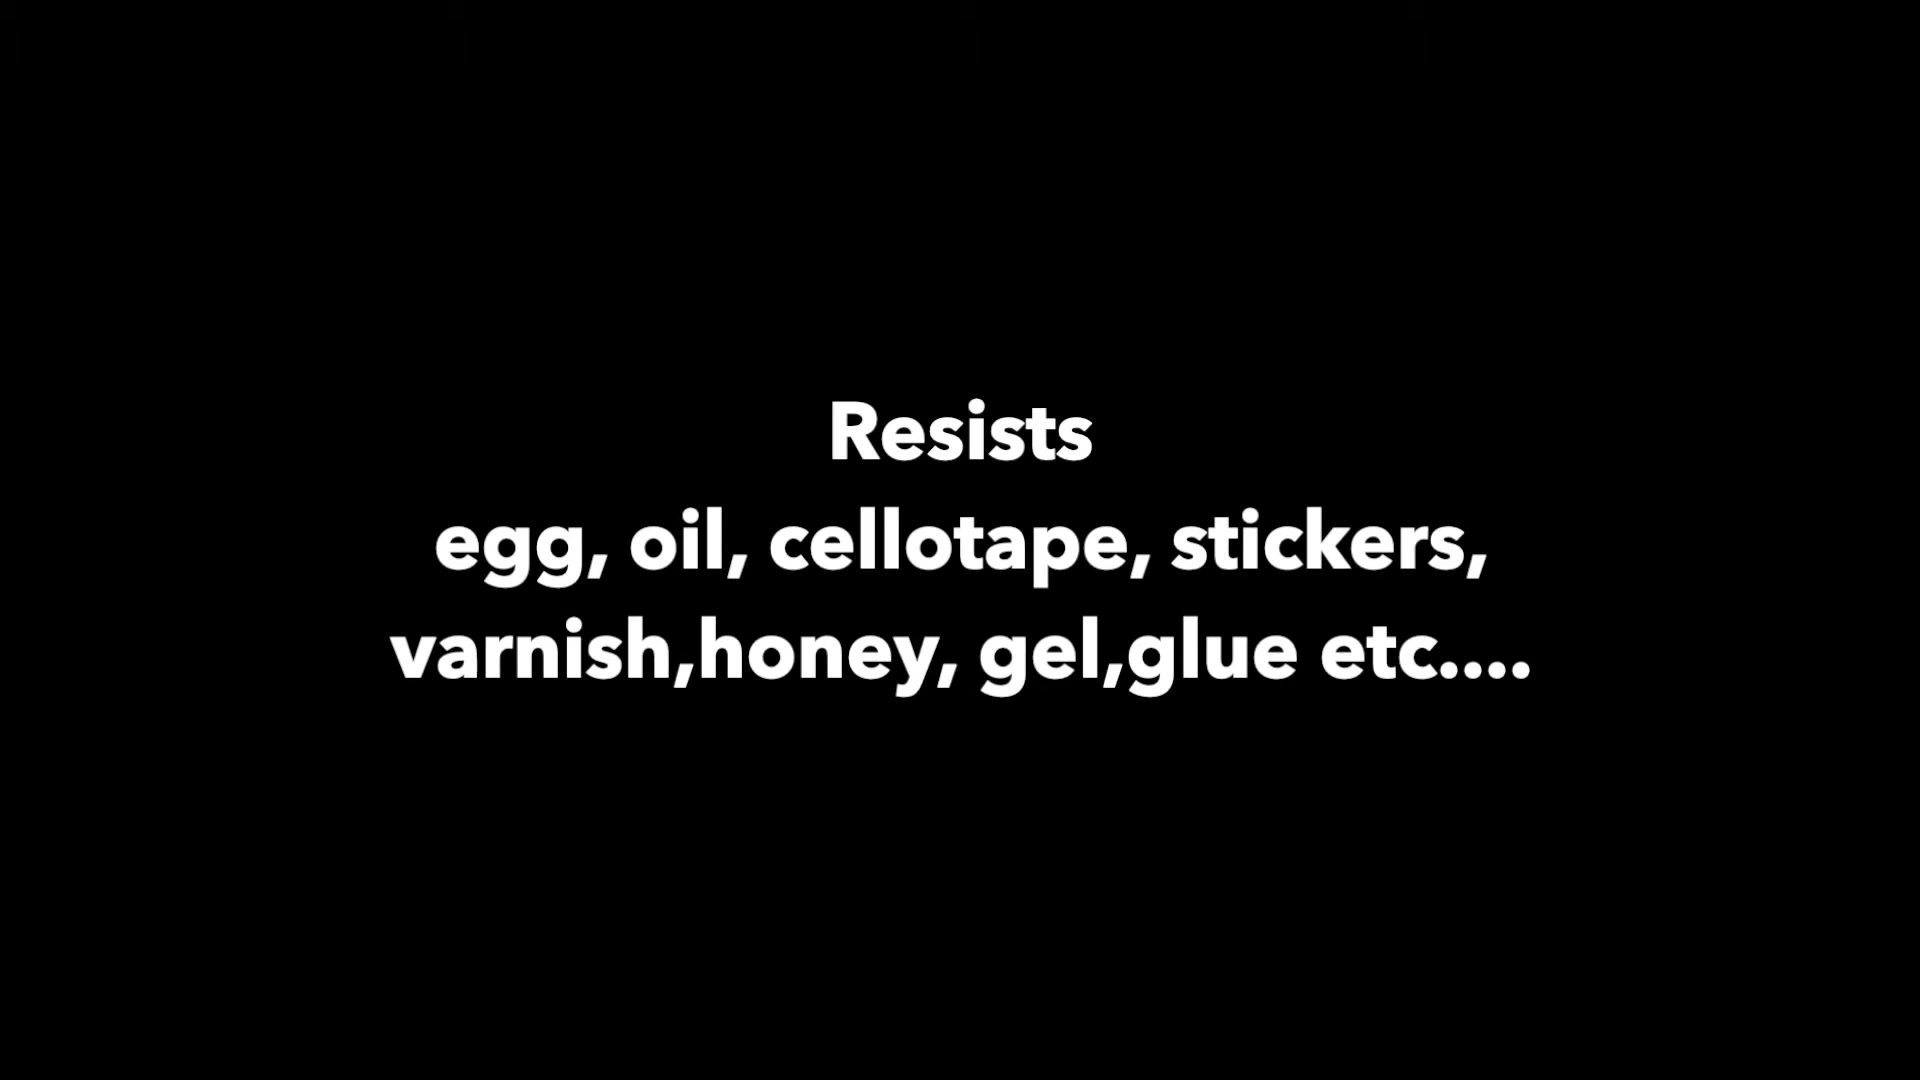 Resists
egg, oil, cellotape, stickers,
varnish,honey, gel,glue etc....